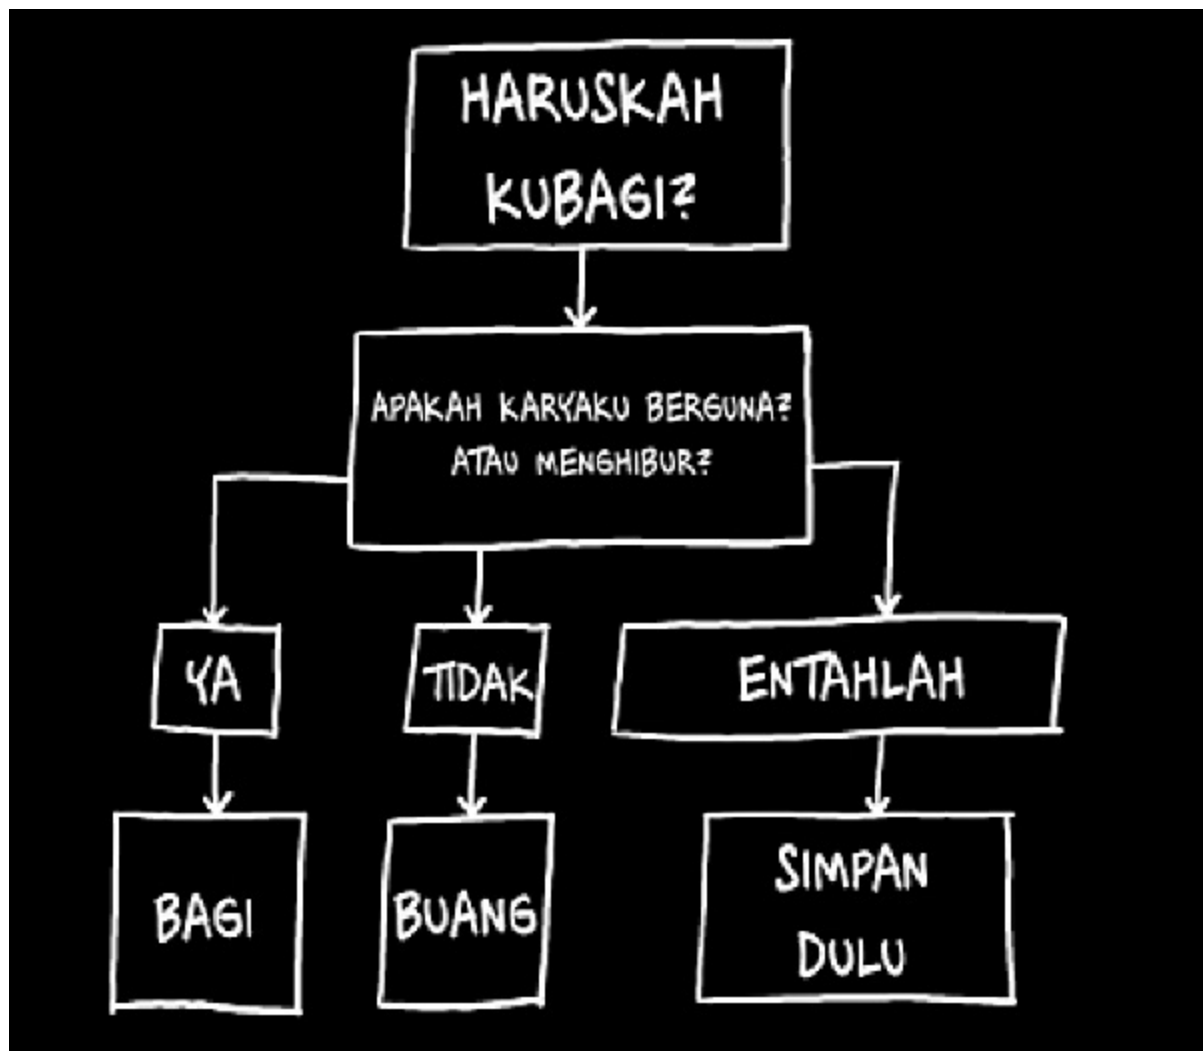 HARUSKAH
KUBAGI?
APAKAH KARYAKU BERGUNA?
ATAU MENGHIBUR?
YA
TIDAK
ENTAHLAH
BAGI
BUANG
SIMPAN
DULU